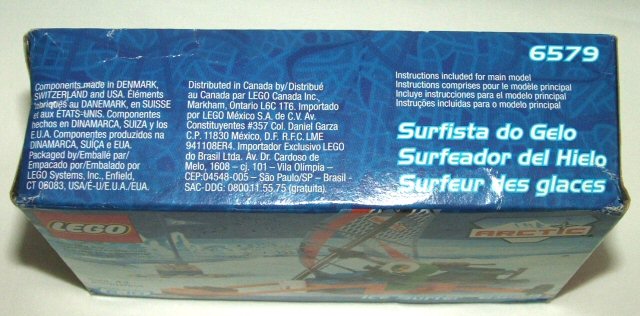 6579
Components made in DENMARK,
SWITZERLAND and USA. Éléments
fabriqués au DANEMARK, en SUISSE
et aux ÉTATS-UNIS. Componentes
hechos en DINAMARCA, SUIZA y los
E.U.A. Componentes produzidos na
DINAMARCA, SUÍÇA e EUA.
Packaged by/Emballé par/
Empacado por/Embalado por
LEGO Systems, Inc., Enfield,
CT 06083, USA/É-U/E.U.A./EUA.
Distributed in Canada by/Distribué
au Canada par LEGO Canada Inc.,
Markham, Ontario L6C 1T6. Importado
por LEGO México S.A. de C.V. Av.
Constituyentes #357 Col. Daniel Garza
C.P. 11830 México, D.F. R.F.C. LME
941108ER4. Importador Exclusivo LEGO
do Brasil Ltda. Av. Dr. Cardoso de
Melo, 1608 – cj. 101 – Vila Olímpia –
CEP:04548-005 – São Paulo/SP – Brasil -
SAC-DDG: 0800.11.55.75 (gratuita).
Instructions included for main model
Instructions comprises pour le modèle principal
Incluye instrucciones para el modelo principal
Instruções incluídas para o modelo principal
Surfista do Gelo
Surfeador del Hielo
Surfeur des glaces
LEGO
ARCTIC